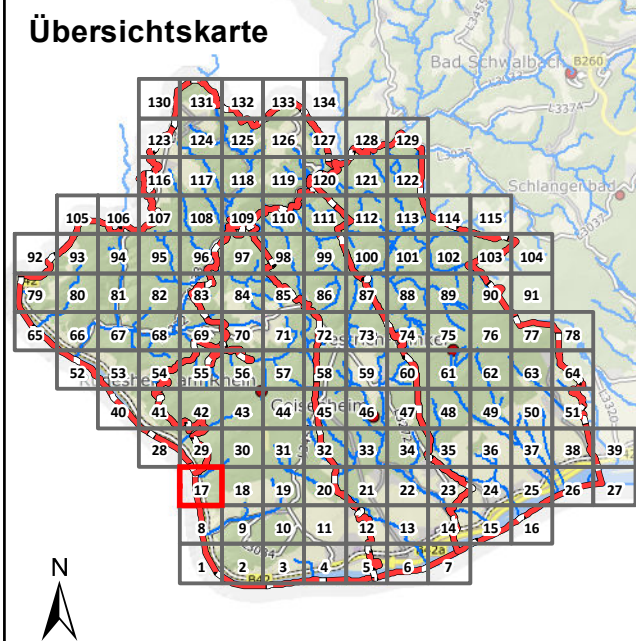 Übersichtskarte
Bad Schwalbach
B260
L3374
L3035
Schlangenbad
L3037
130 131 132 133 134
123 124 125 126 127 128 129
116 117 118 119 120 121 122
105 106 107 108 109 110 111 112 113 114 115
92 93 94 95 96 97 98 99 100 101 102 103 104
79 80 81 82 83 84 85 86 87 88 89 90 91
65 66 67 68 69 70 71 72 73 74 75 76 77 78
52 53 54 55 56 57 58 59 60 61 62 63 64
40 41 42 43 44 45 46 47 48 49 50 51
28 29 30 31 32 33 34 35 36 37 38 39
17 18 19 20 21 22 23 24 25 26 27
8 9 10 11 12 13 14 15 16
L3034
B42a
1 2 3 4 5 6 7
B42
N